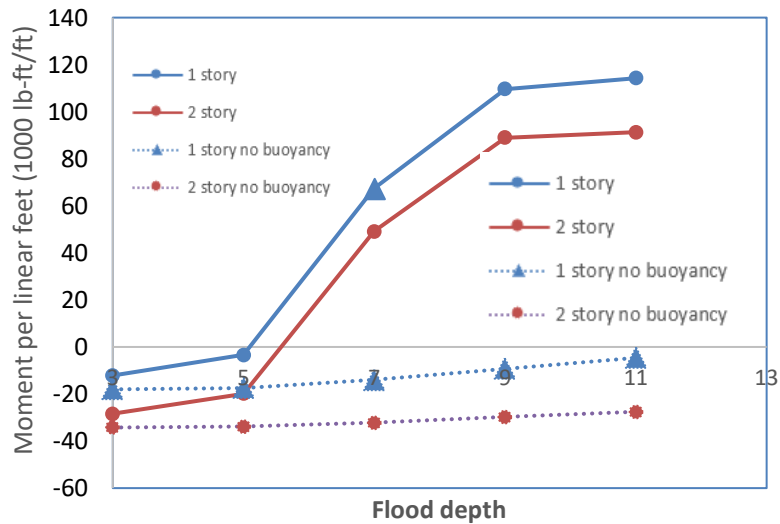 Moment per linear feet (1000 lb-ft/ft)
140
120
100
80
60
40
20
0
-20
-40
-60
1 story
2 story
1 story no buoyancy
2 story no buoyancy
1 story
2 story
1 story no buoyancy
2 story no buoyancy
3
5
7
9
11
13
Flood depth